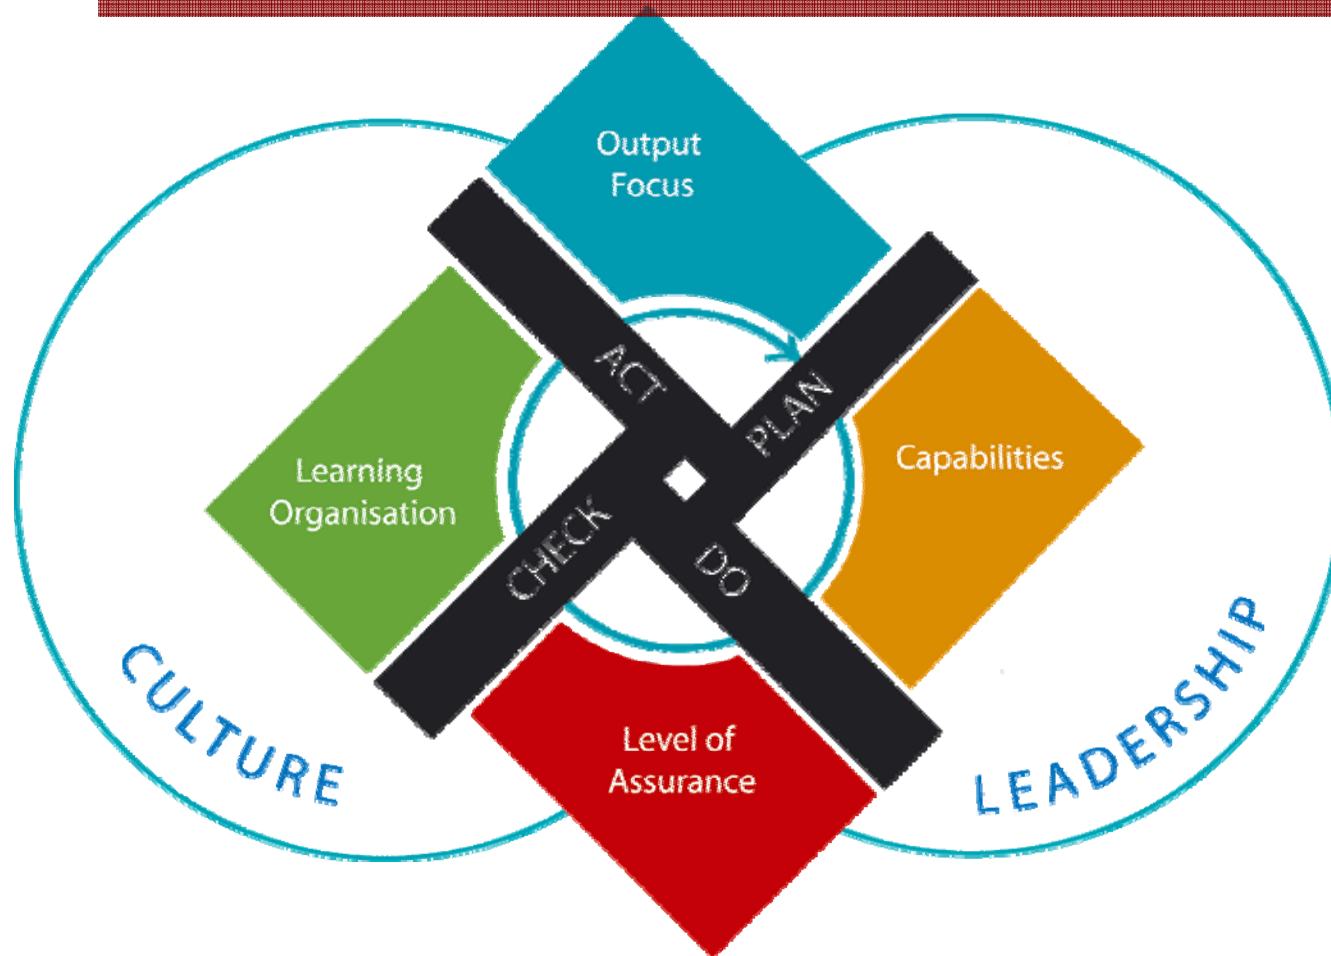 Output
Focus
ACT
PLAN
Learning
Organisation
Capabilities
CHECK
DO
Level of
Assurance
CULTURE
LEADERSHIP